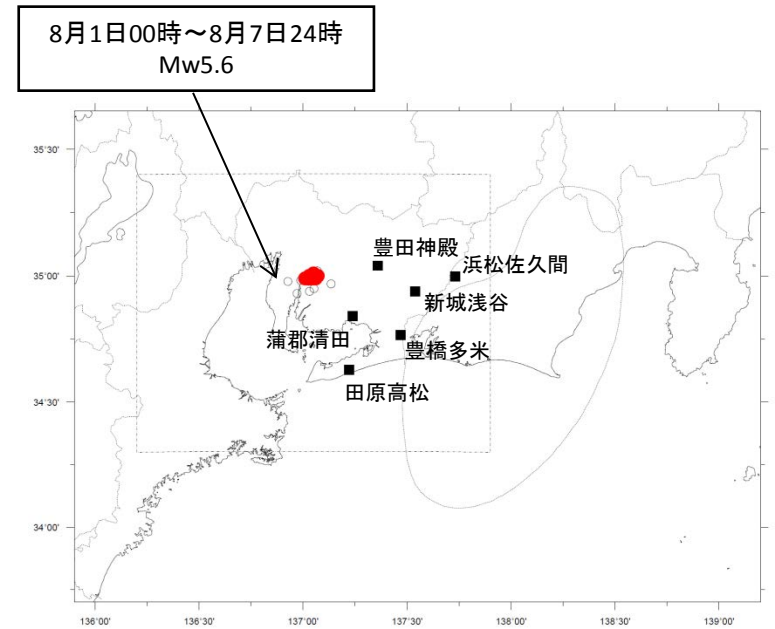 8月1日00時～8月7日24時
Mw5.6
35˚30'
35˚00'
34˚30'
34˚00'
豊田神殿
浜松佐久間
新城浅谷
蒲郡清田
豊橋多米
田原高松
136˚00'
136˚30'
137˚00'
137˚30'
138˚00'
138˚30'
139˚00'